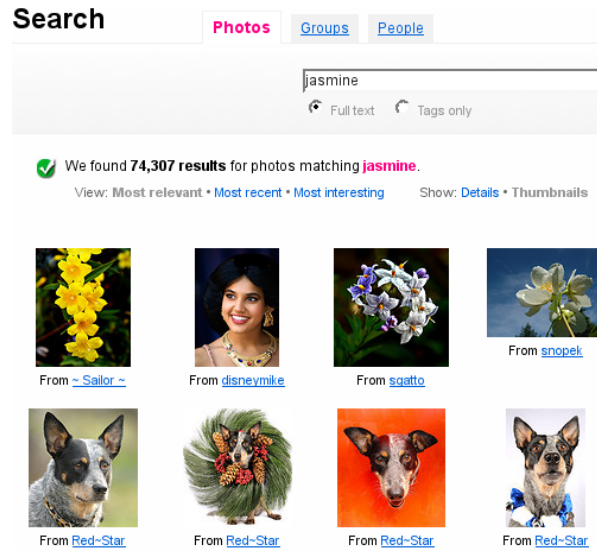 Search
Photos Groups People
jasmine
Full text Tags only
We found 74,307 results for photos matching jasmine.
View: Most relevant • Most recent • Most interesting Show: Details • Thumbnails
From ~ Sailor ~ From disneymike From sgatto From snopek
From Red~Star From Red~Star From Red~Star From Red~Star